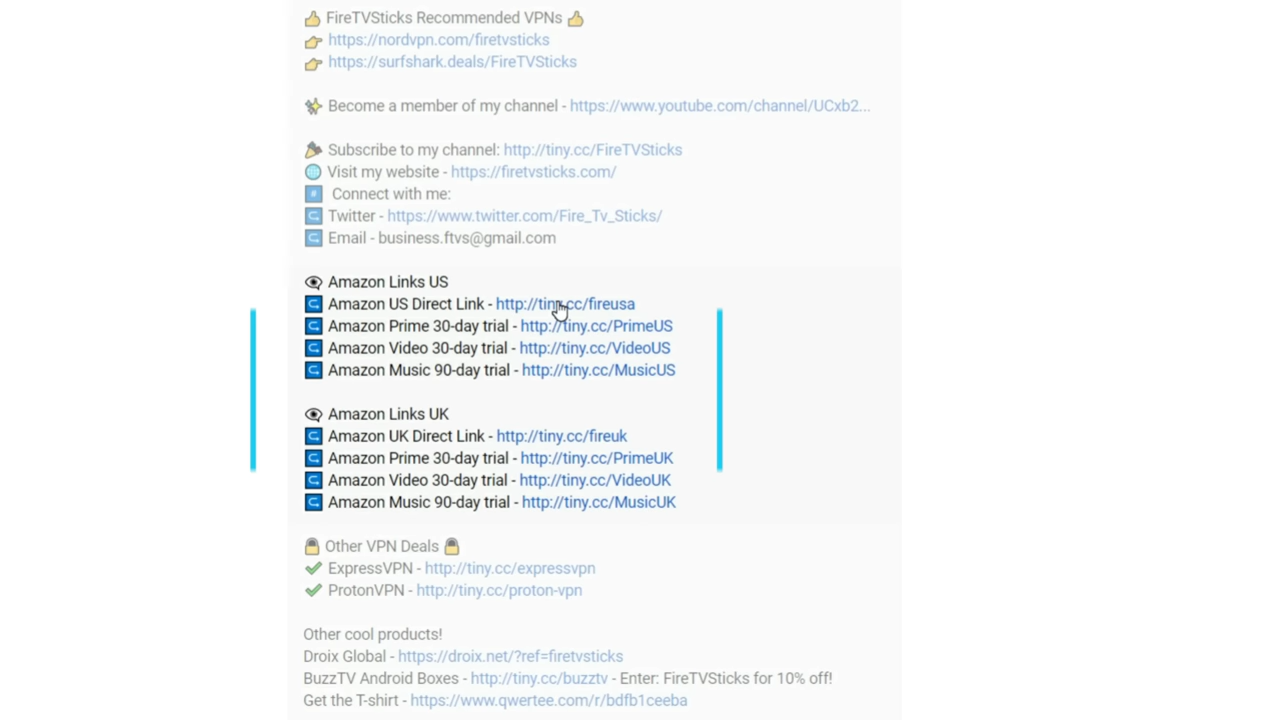 FireTVSticks Recommended VPNs
https://nordvpn.com/firetvsticks
https://surfshark.deals/FireTVSticks
Become a member of my channel - https://www.youtube.com/channel/UCxb2...
Subscribe to my channel: http://tiny.cc/FireTVSticks
Visit my website - https://firetvsticks.com/
# Connect with me:
Twitter - https://www.twitter.com/Fire_Tv_Sticks/
Email - business.ftvs@gmail.com
Amazon Links US
Amazon US Direct Link - http://tiny.cc/fireusa
Amazon Prime 30-day trial - http://tiny.cc/PrimeUS
Amazon Video 30-day trial - http://tiny.cc/VideoUS
Amazon Music 90-day trial - http://tiny.cc/MusicUS
Amazon Links UK
Amazon UK Direct Link - http://tiny.cc/fireuk
Amazon Prime 30-day trial - http://tiny.cc/PrimeUK
Amazon Video 30-day trial - http://tiny.cc/VideoUK
Amazon Music 90-day trial - http://tiny.cc/MusicUK
Other VPN Deals
ExpressVPN - http://tiny.cc/expressvpn
ProtonVPN - http://tiny.cc/proton-vpn
Other cool products!
Droix Global - https://droix.net/?ref=firetvsticks
BuzzTV Android Boxes - http://tiny.cc/buzztv - Enter: FireTVSticks for 10% off!
Get the T-shirt - https://www.qwertee.com/r/bdfb1ceeba